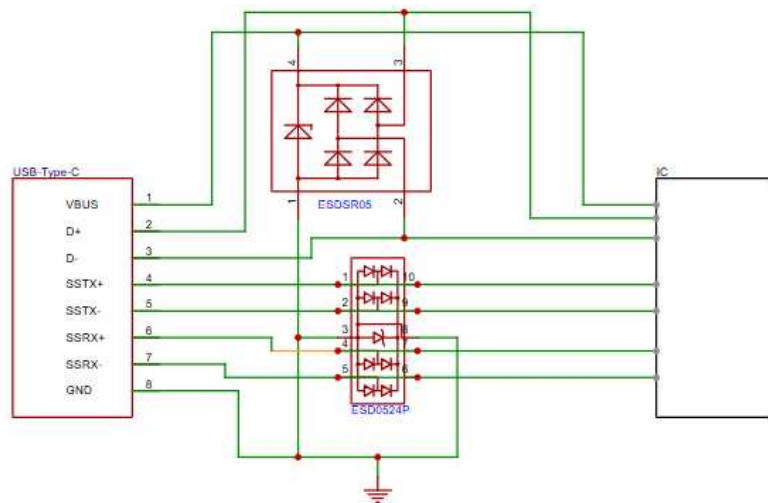 4
3
USB-Type-C
IC
VBUS
1
1
2
ESDSR05
D+
2
D-
3
SSTX+
4
1
10
SSTX-
5
2
9
SSRX+
6
3
8
4
7
SSRX-
7
5
6
GND
8
ESD0524P